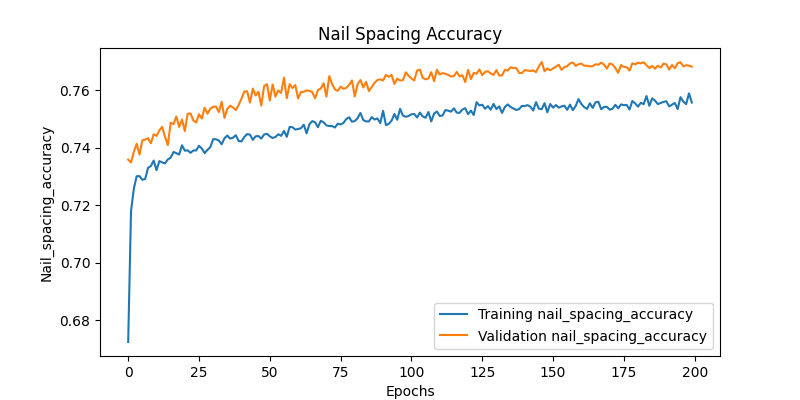 Nail Spacing Accuracy
Nail_spacing_accuracy
0.76
0.74
0.72
0.70
0.68
Training nail_spacing_accuracy
Validation nail_spacing_accuracy
0 25 50 75 100 125 150 175 200
Epochs